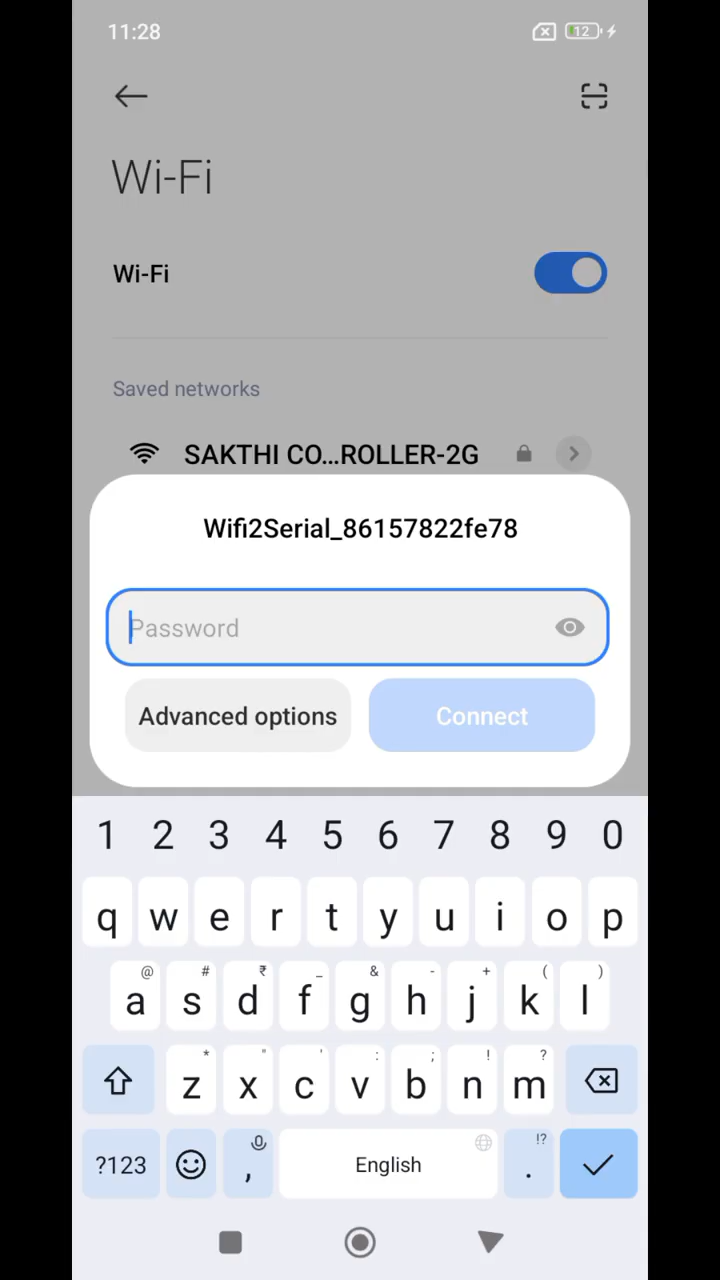 11:28
12
Wi-Fi
Wi-Fi
Saved networks
SAKTHI CO...ROLLER-2G
Wifi2Serial_86157822fe78
Password
Advanced options
Connect
1 2 3 4 5 6 7 8 9 0
q w e r t y u i o p
@ # ₹ _ & - + ( )
a s d f g h j k l
* " ' : ; ! ?
z x c v b n m
!?
?123 , English .